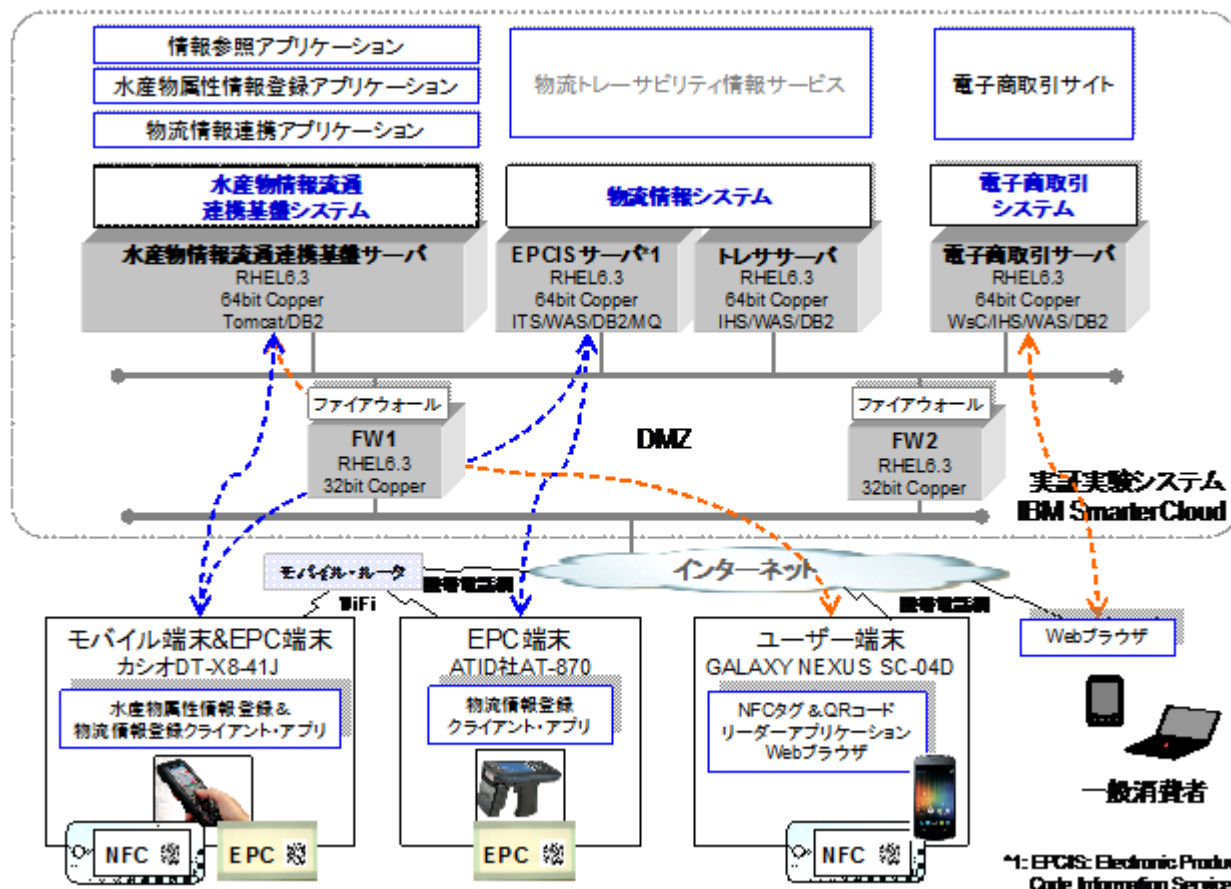 情報参照アプリケーション
水産物属性情報登録アプリケーション
物流情報連携アプリケーション
物流トレーサビリティ情報サービス
電子商取引サイト
水産物情報流通
連携基盤システム
物流情報システム
電子商取引
システム
水産物情報流通連携基盤サーバ
RHEL6.3
64bit Copper
Tomcat/DB2
EPCISサーバ*1
RHEL6.3
64bit Copper
ITS/WAS/DB2/MQ
トレササーバ
RHEL6.3
64bit Copper
IHS/WAS/DB2
電子商取引サーバ
RHEL6.3
64bit Copper
WsC/IHS/WAS/DB2
ファイアウォール
FW1
RHEL6.3
32bit Copper
DMZ
ファイアウォール
FW2
RHEL6.3
32bit Copper
実証実験システム
IBM SmarterCloud
モバイル・ルータ
携帯電話網
インターネット
WiFi
携帯電話網
モバイル端末&EPC端末
カシオDT-X8-41J
水産物属性情報登録&
物流情報登録クライアント・アプリ
NFC
EPC
EPC端末
ATID社AT-870
物流情報登録
クライアント・アプリ
EPC
ユーザー端末
GALAXY NEXUS SC-04D
NFCタグ&QRコード
リーダーアプリケーション
Webブラウザ
NFC
Webブラウザ
一般消費者
*1: EPCIS: Electronic Produc
Code Information Service